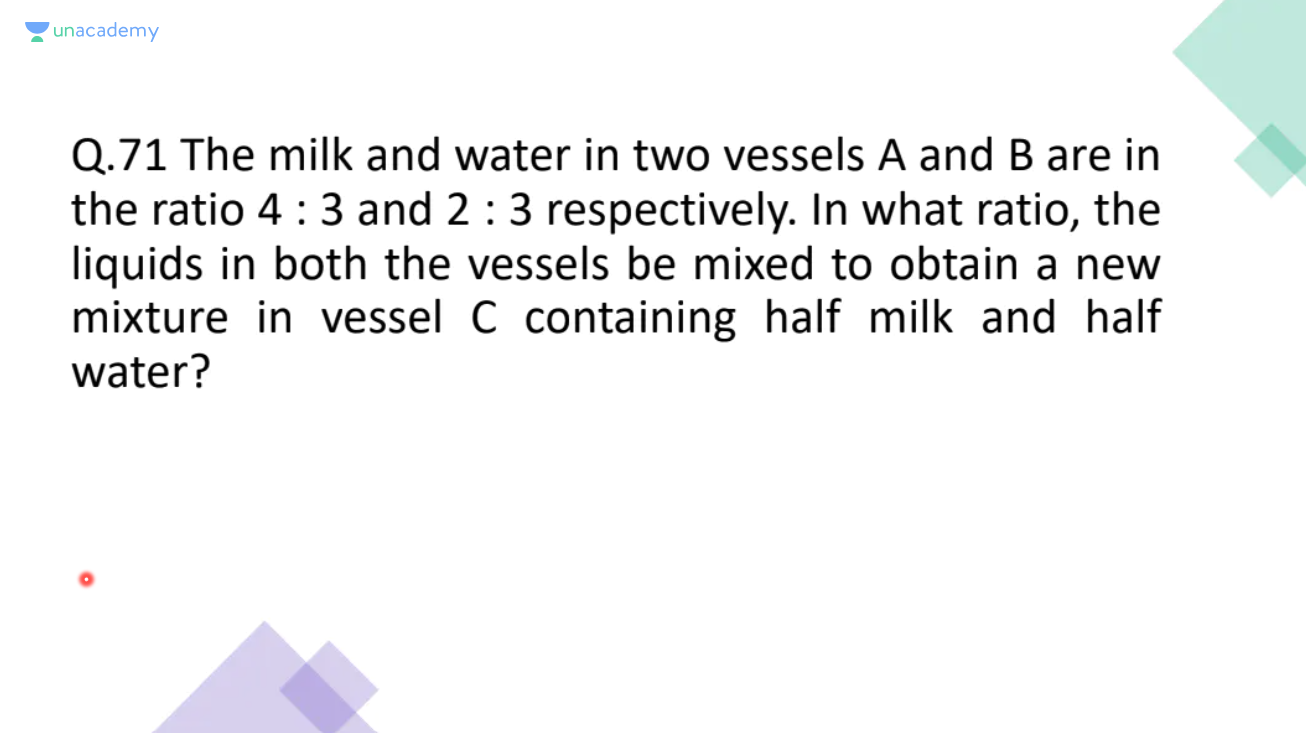 unacademy
Q.71 The milk and water in two vessels A and B are in
the ratio 4 : 3 and 2 : 3 respectively. In what ratio, the
liquids in both the vessels be mixed to obtain a new
mixture in vessel C containing half milk and half
water?